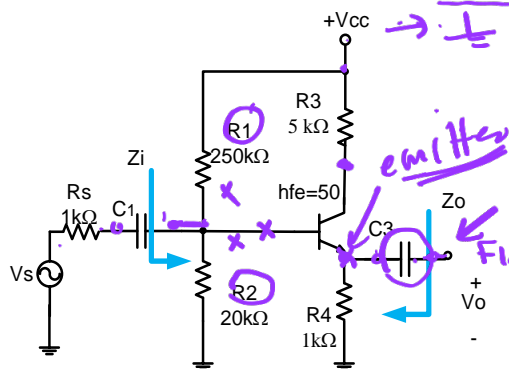 +Vcc
R3
5 kΩ
R1
250kΩ
emitter
Zi
hfe=50
Zo
Rs
1kΩ
C1
C3
Vs
R2
20kΩ
R4
1kΩ
+
Vo
-